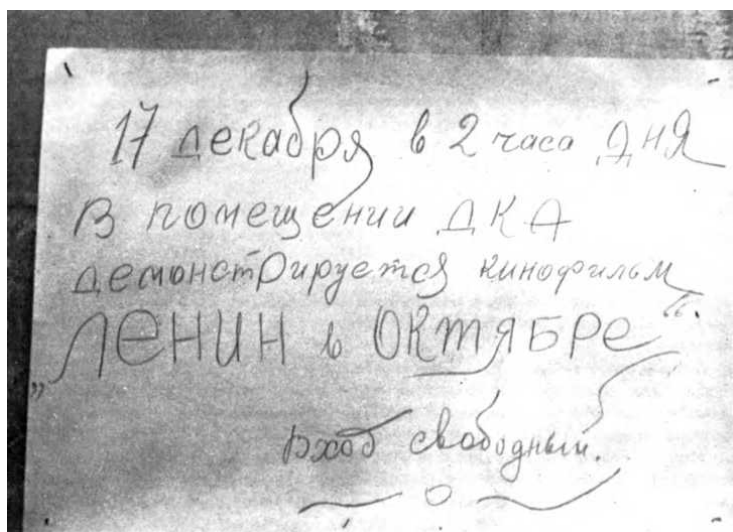 17 декабря в 2 часа дня
в помещении ДКА
демонстрируется кинофильм
„ЛЕНИН в ОКТЯБРЕ“.
Вход свободный.